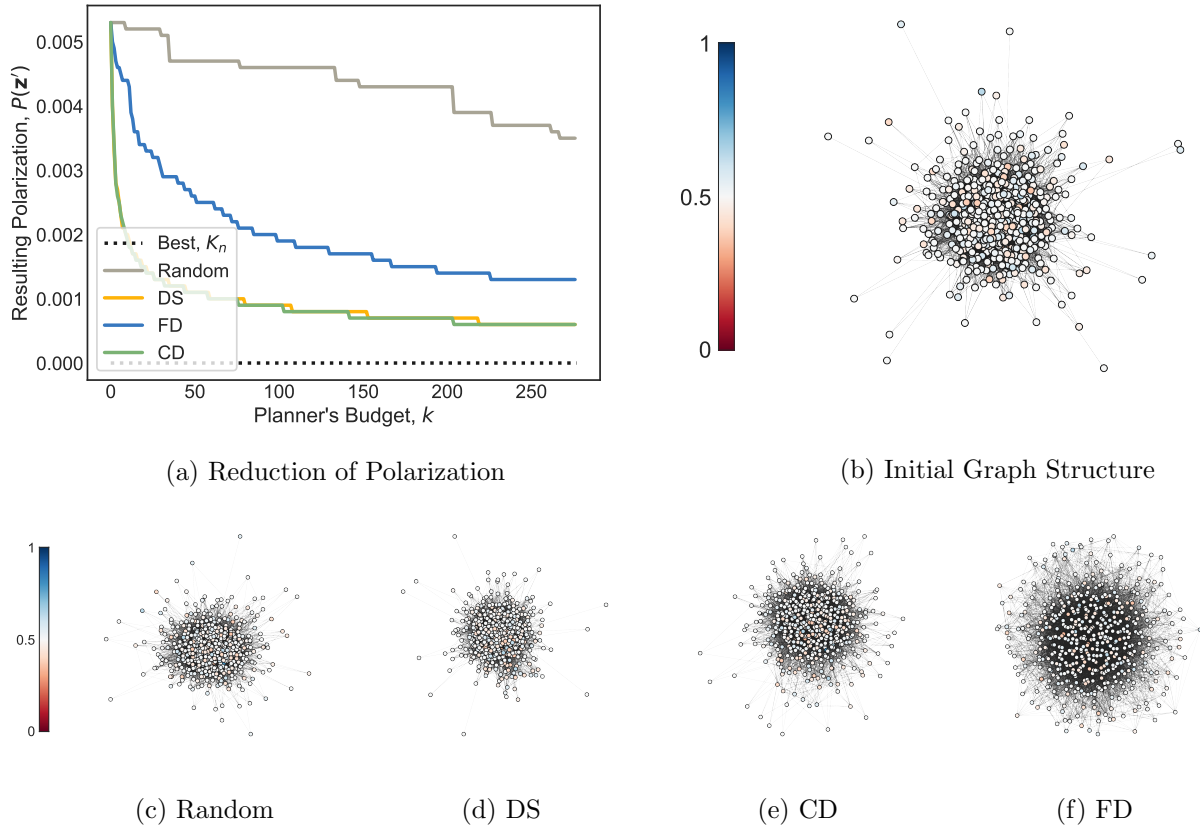 Resulting Polarization, P(z′)
0.005
0.004
0.003
0.002
0.001
0.000
Best, Kn
Random
DS
FD
CD
0 50 100 150 200 250
Planner's Budget, k
(a) Reduction of Polarization
1
0.5
0
(b) Initial Graph Structure
1
0.5
0
(c) Random
(d) DS
(e) CD
(f) FD